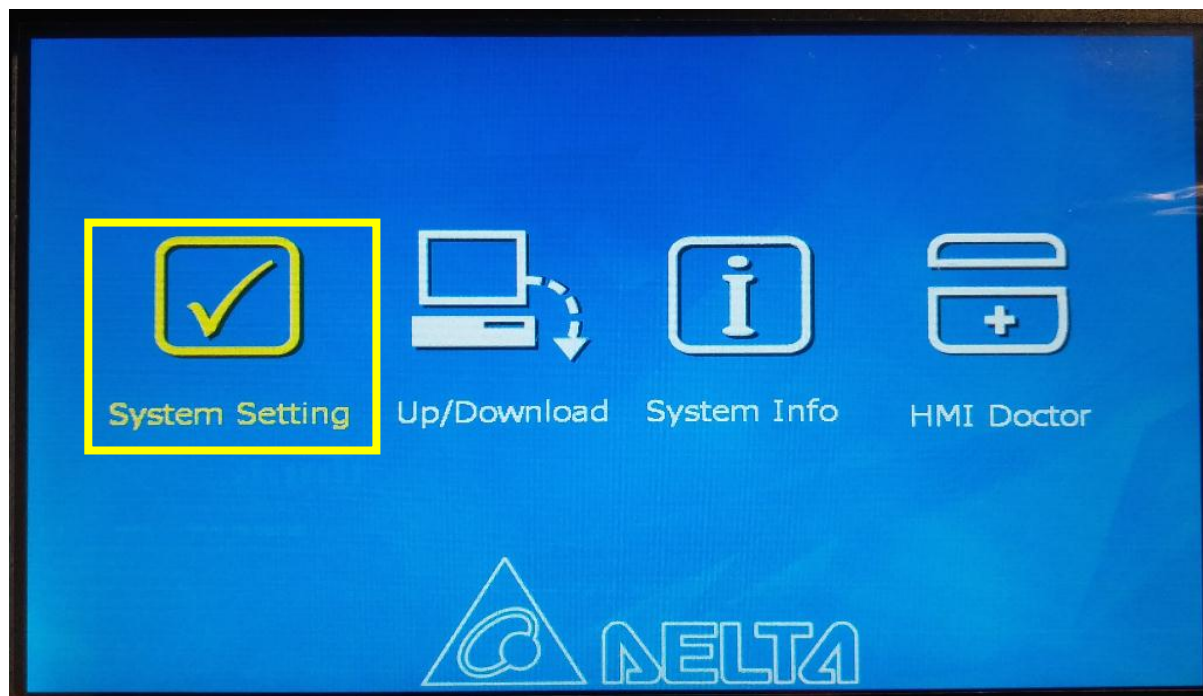 System Setting
Up/Download
System Info
HMI Doctor
DELTA